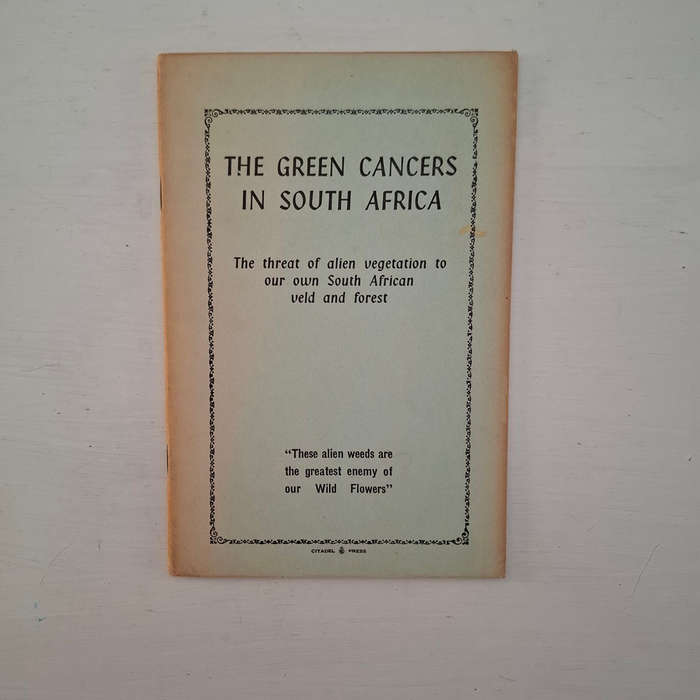 THE GREEN CANCERS
IN SOUTH AFRICA
The threat of alien vegetation to
our own South African
veld and forest
“These alien weeds are
the greatest enemy of
our Wild Flowers”
CITADEL PRESS